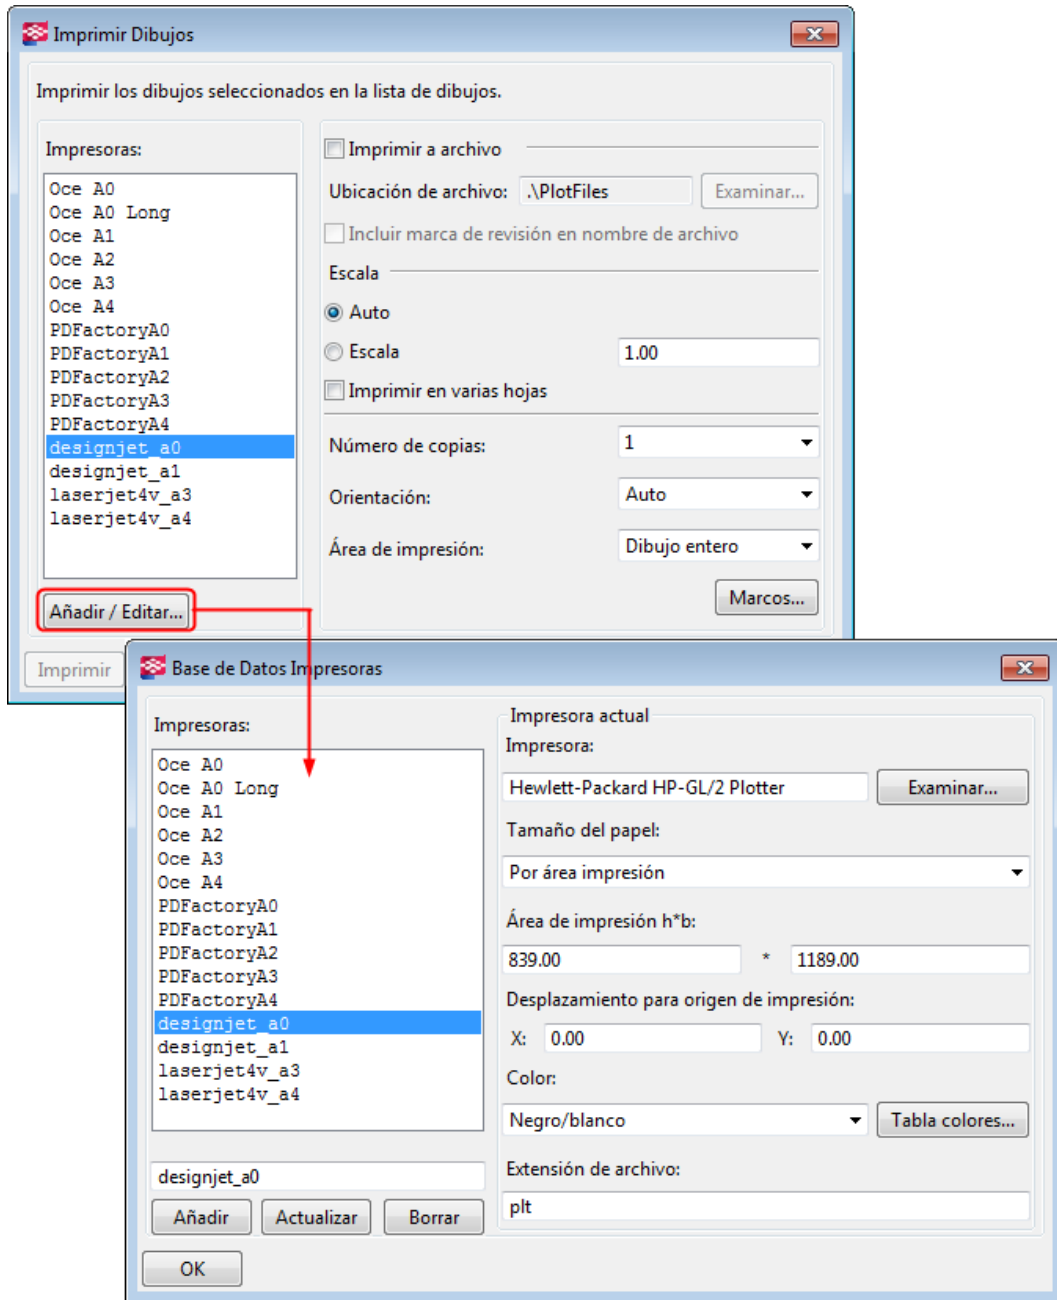 Imprimir Dibujos
Imprimir los dibujos seleccionados en la lista de dibujos.
Impresoras:
Oce A0
Oce A0 Long
Oce A1
Oce A2
Oce A3
Oce A4
PDFactoryA0
PDFactoryA1
PDFactoryA2
PDFactoryA3
PDFactoryA4
designjet_a0
designjet_a1
laserjet4v_a3
laserjet4v_a4
Añadir / Editar...
Imprimir a archivo
Ubicación de archivo: .\PlotFiles Examinar...
Incluir marca de revisión en nombre de archivo
Escala
Auto
Escala 1.00
Imprimir en varias hojas
Número de copias: 1
Orientación: Auto
Área de impresión: Dibujo entero
Marcos...
Imprimir
Base de Datos Impresoras
Impresoras:
Oce A0
Oce A0 Long
Oce A1
Oce A2
Oce A3
Oce A4
PDFactoryA0
PDFactoryA1
PDFactoryA2
PDFactoryA3
PDFactoryA4
designjet_a0
designjet_a1
laserjet4v_a3
laserjet4v_a4
designjet_a0
Añadir Actualizar Borrar
Impresora actual
Impresora:
Hewlett-Packard HP-GL/2 Plotter Examinar...
Tamaño del papel:
Por área impresión
Área de impresión h*b:
839.00 * 1189.00
Desplazamiento para origen de impresión:
X: 0.00 Y: 0.00
Color:
Negro/blanco Tabla colores...
Extensión de archivo:
plt
OK